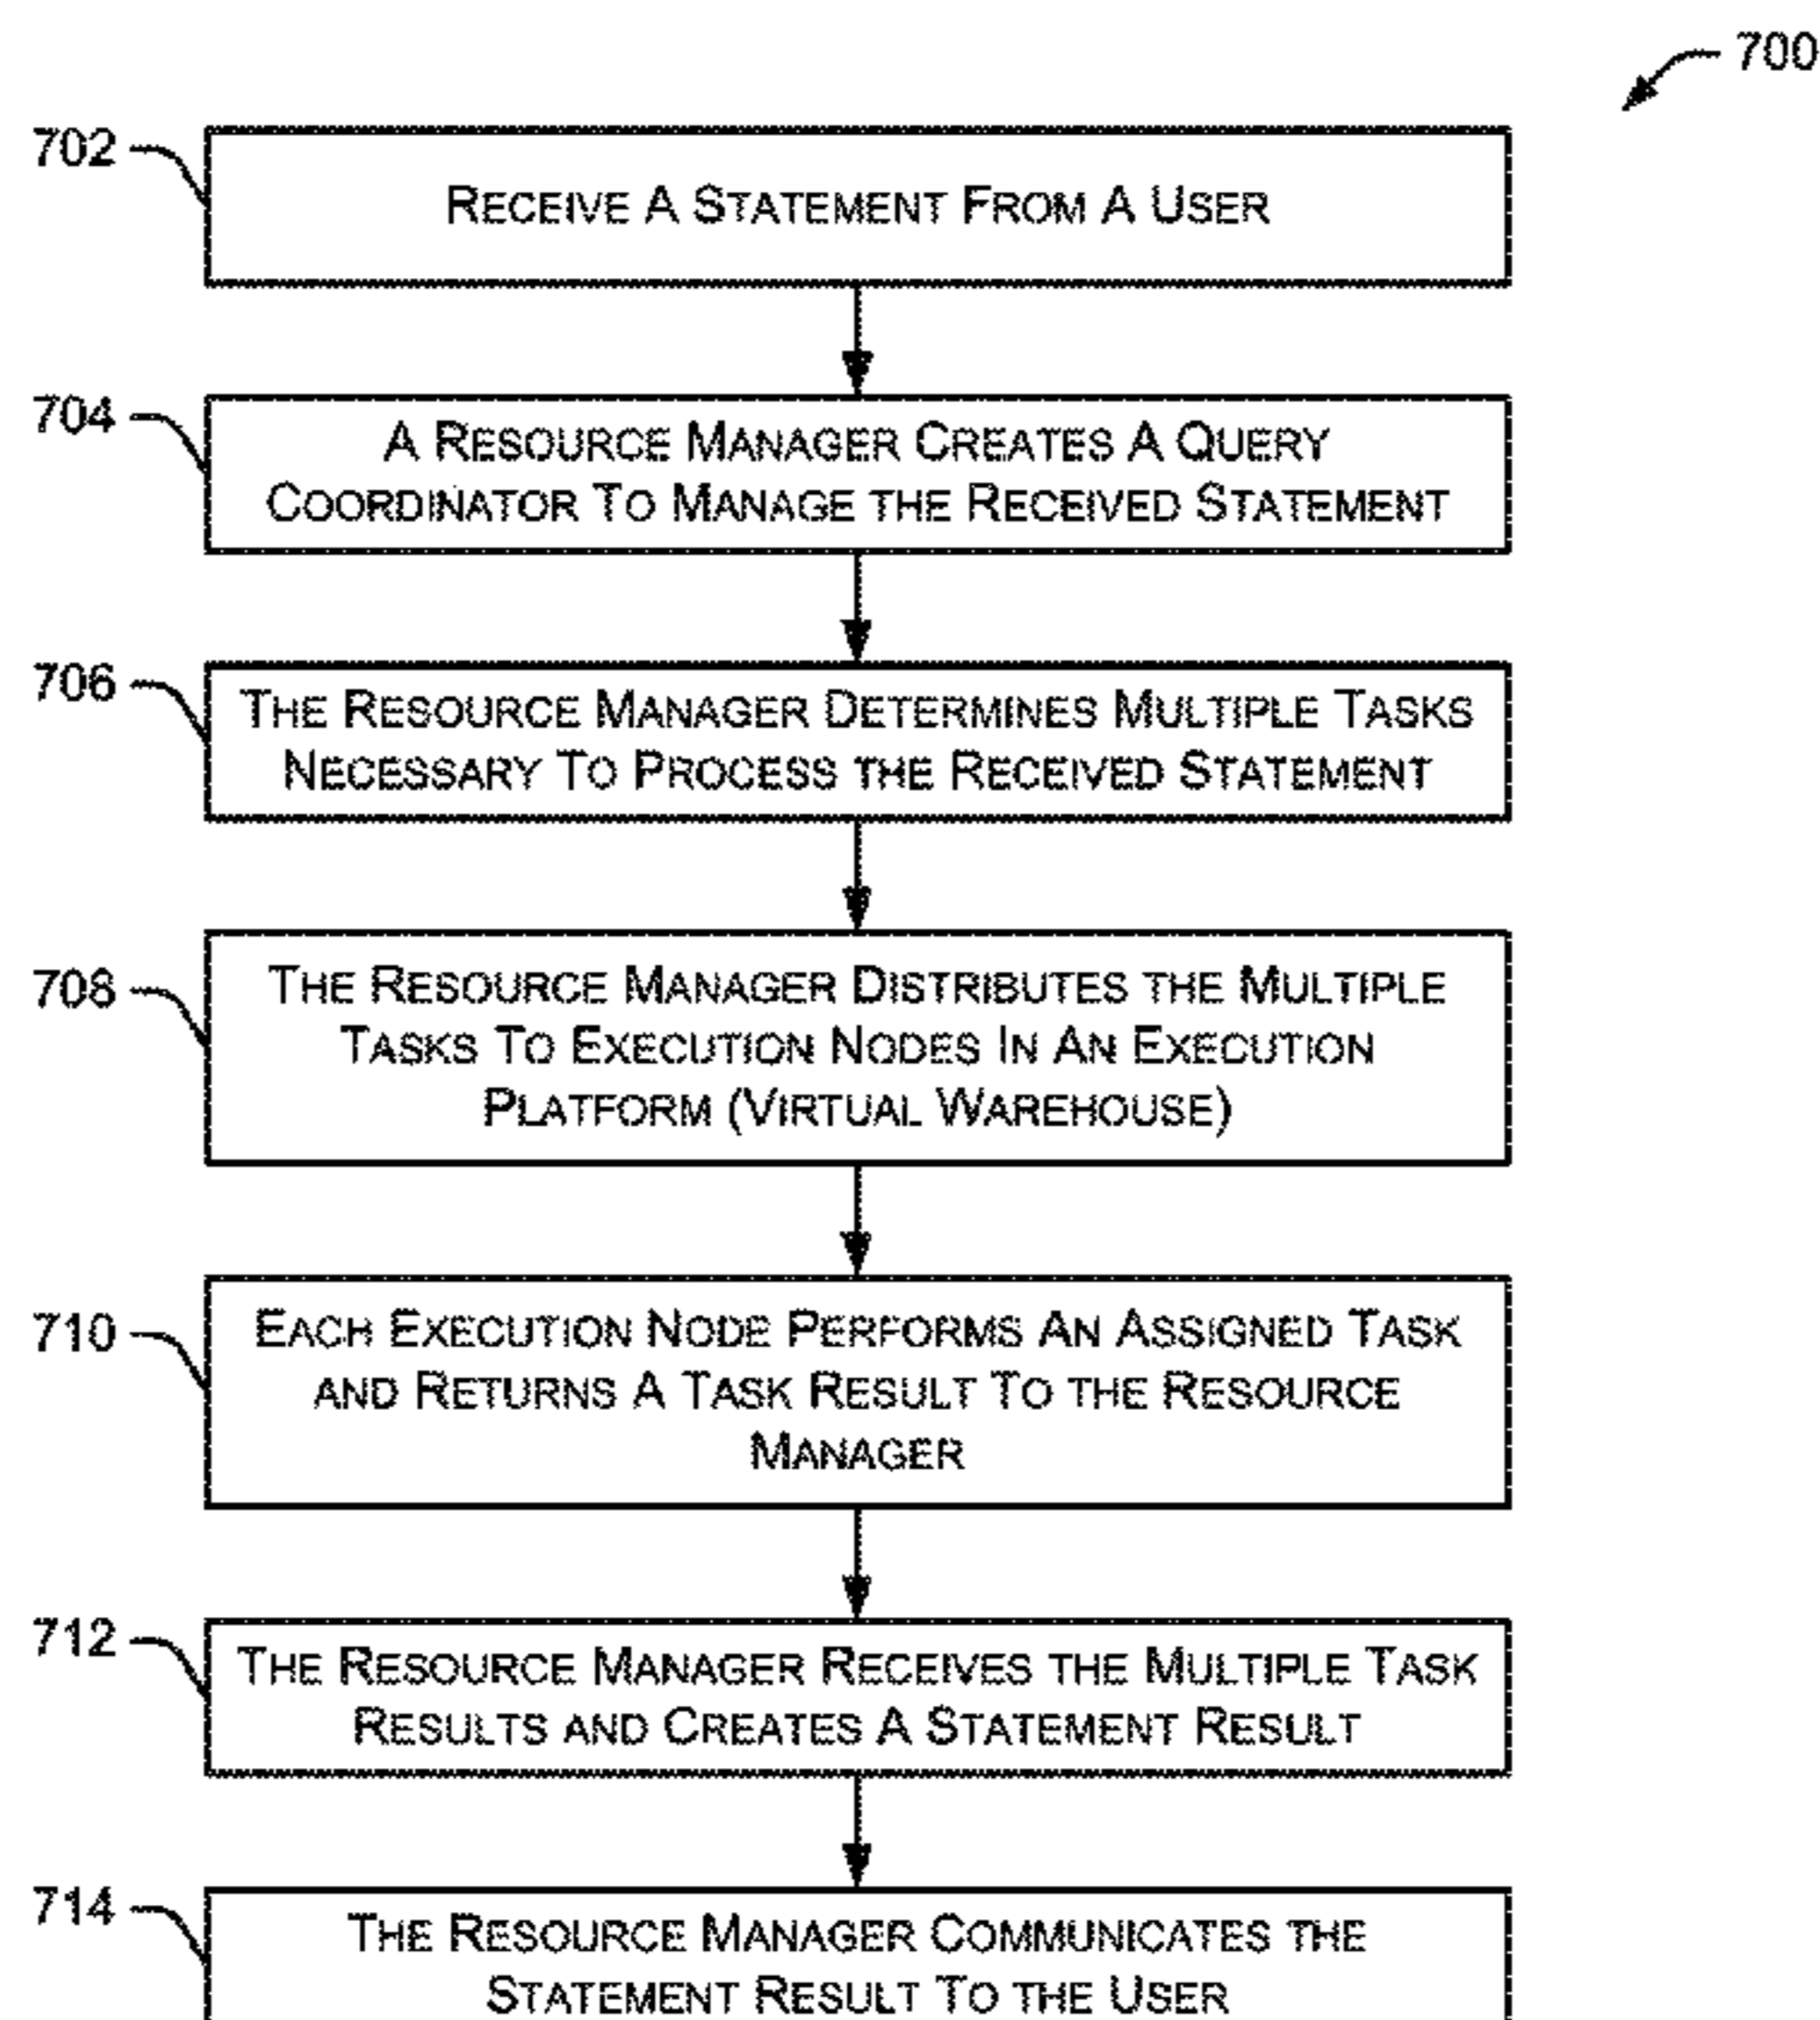 700
702
RECEIVE A STATEMENT FROM A USER
704
A RESOURCE MANAGER CREATES A QUERY
COORDINATOR TO MANAGE THE RECEIVED STATEMENT
706
THE RESOURCE MANAGER DETERMINES MULTIPLE TASKS
NECESSARY TO PROCESS THE RECEIVED STATEMENT
708
THE RESOURCE MANAGER DISTRIBUTES THE MULTIPLE
TASKS TO EXECUTION NODES IN AN EXECUTION
PLATFORM (VIRTUAL WAREHOUSE)
710
EACH EXECUTION NODE PERFORMS AN ASSIGNED TASK
AND RETURNS A TASK RESULT TO THE RESOURCE
MANAGER
712
THE RESOURCE MANAGER RECEIVES THE MULTIPLE TASK
RESULTS AND CREATES A STATEMENT RESULT
714
THE RESOURCE MANAGER COMMUNICATES THE
STATEMENT RESULT TO THE USER